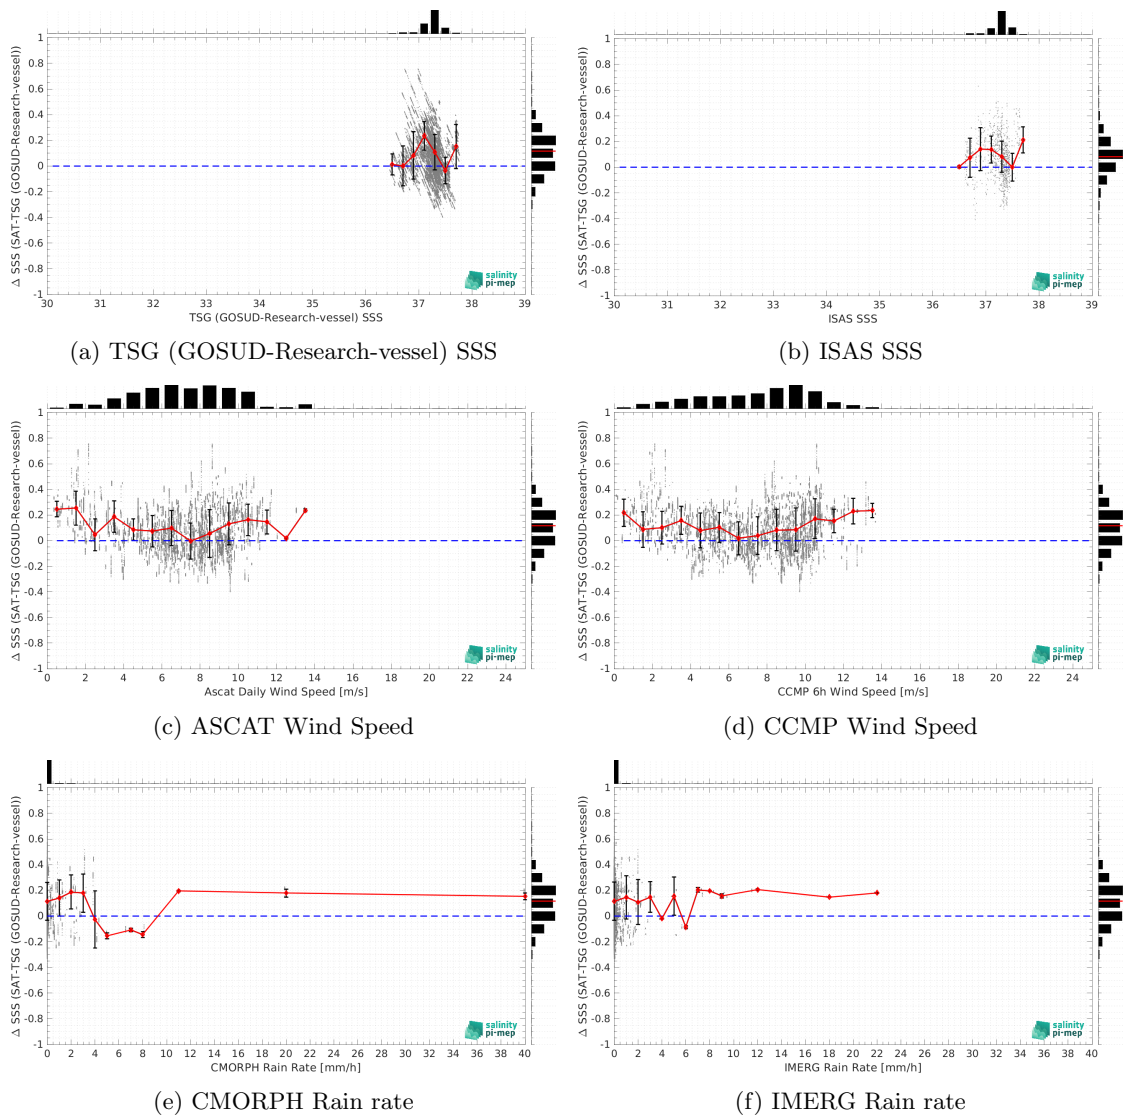 1
0.8
0.6
0.4
0.2
0
-0.2
-0.4
-0.6
-0.8
-1
Δ SSS (SAT-TSG (GOSUD-Research-vessel))
30 31 32 33 34 35 36 37 38 39
TSG (GOSUD-Research-vessel) SSS
salinity
pi-mep
(a) TSG (GOSUD-Research-vessel) SSS
1
0.8
0.6
0.4
0.2
0
-0.2
-0.4
-0.6
-0.8
-1
Δ SSS (SAT-TSG (GOSUD-Research-vessel))
30 31 32 33 34 35 36 37 38 39
ISAS SSS
salinity
pi-mep
(b) ISAS SSS
1
0.8
0.6
0.4
0.2
0
-0.2
-0.4
-0.6
-0.8
-1
Δ SSS (SAT-TSG (GOSUD-Research-vessel))
0 2 4 6 8 10 12 14 16 18 20 22 24
Ascat Daily Wind Speed [m/s]
salinity
pi-mep
(c) ASCAT Wind Speed
1
0.8
0.6
0.4
0.2
0
-0.2
-0.4
-0.6
-0.8
-1
Δ SSS (SAT-TSG (GOSUD-Research-vessel))
0 2 4 6 8 10 12 14 16 18 20 22 24
CCMP 6h Wind Speed [m/s]
salinity
pi-mep
(d) CCMP Wind Speed
1
0.8
0.6
0.4
0.2
0
-0.2
-0.4
-0.6
-0.8
-1
Δ SSS (SAT-TSG (GOSUD-Research-vessel))
0 2 4 6 8 10 12 14 16 18 20 22 24 26 28 30 32 34 36 38 40
CMORPH Rain Rate [mm/h]
salinity
pi-mep
(e) CMORPH Rain rate
1
0.8
0.6
0.4
0.2
0
-0.2
-0.4
-0.6
-0.8
-1
Δ SSS (SAT-TSG (GOSUD-Research-vessel))
0 2 4 6 8 10 12 14 16 18 20 22 24 26 28 30 32 34 36 38 40
IMERG Rain Rate [mm/h]
salinity
pi-mep
(f) IMERG Rain rate